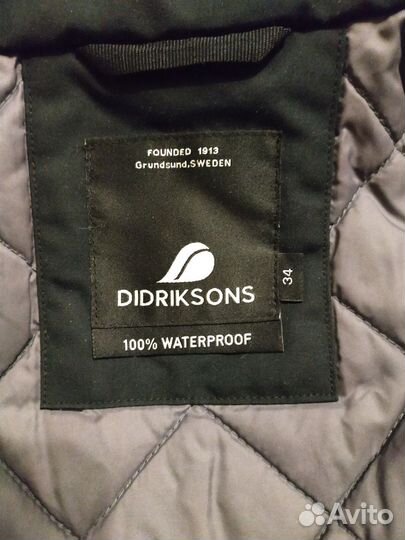 FOUNDED 1913
Grundsund.SWEDEN
DIDRIKSONS
34
100% WATERPROOF
Avito